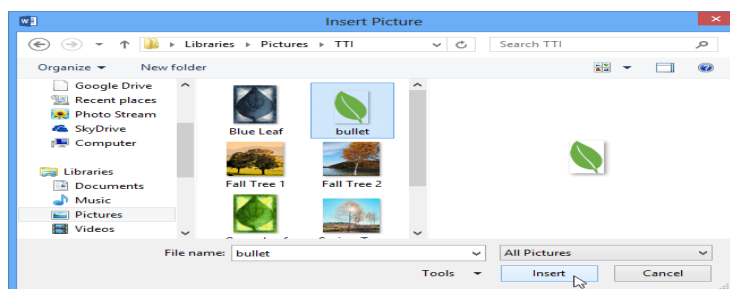 Insert Picture
Libraries Pictures TTI
Search TTI
Organize New folder
Google Drive
Recent places
Photo Stream
SkyDrive
Computer
Libraries
Documents
Music
Pictures
Videos
Blue Leaf bullet
Fall Tree 1 Fall Tree 2
File name: bullet
All Pictures
Tools Insert Cancel